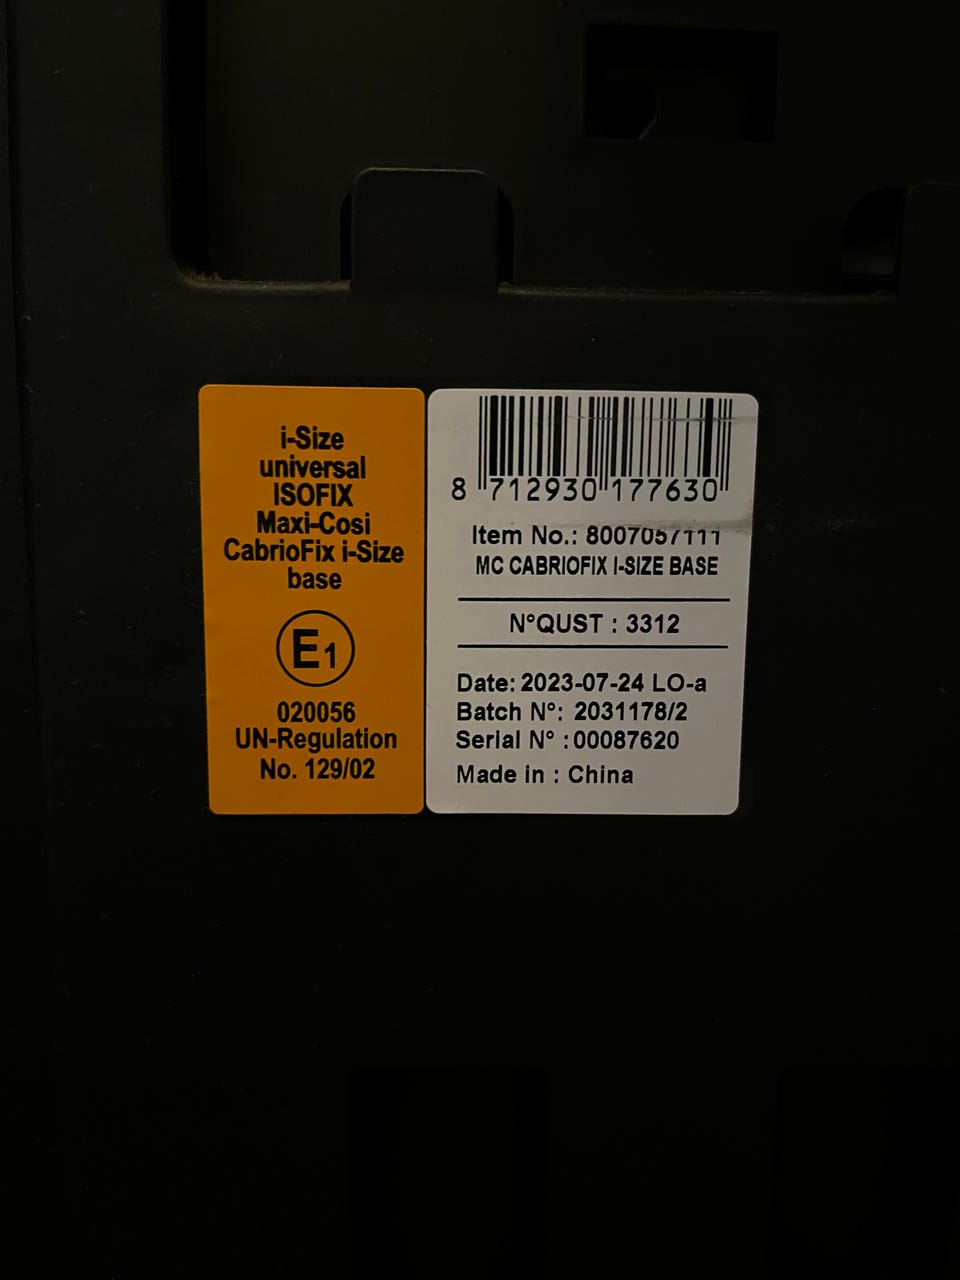 i-Size
universal
ISOFIX
Maxi-Cosi
CabrioFix i-Size
base
E1
020056
UN-Regulation
No. 129/02
8 712930 177630
Item No.: 8007057111
MC CABRIOFIX I-SIZE BASE
N°QUST : 3312
Date: 2023-07-24 LO-a
Batch N°: 2031178/2
Serial N° :00087620
Made in : China